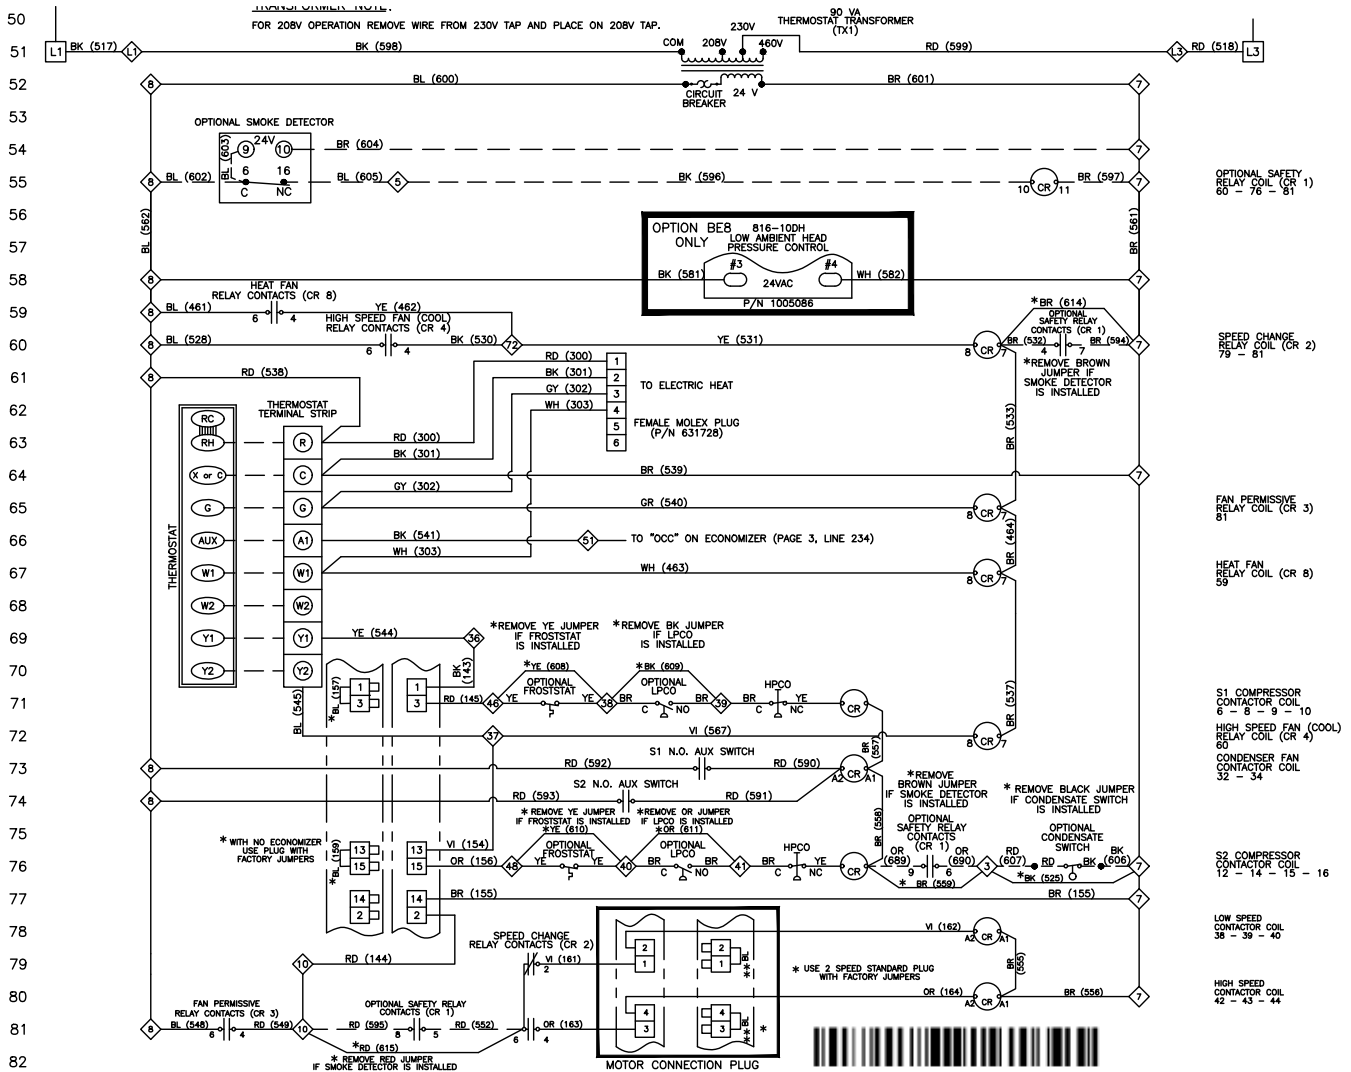 50
TRANSFORMER NOTE:
FOR 208V OPERATION REMOVE WIRE FROM 230V TAP AND PLACE ON 208V TAP.
90 VA
THERMOSTAT TRANSFORMER
(TX1)
230V
51
L1
BK (517)
L1
BK (598)
COM
208V
460V
RD (599)
L3
RD (518)
L3
52
8
BL (600)
CIRCUIT
BREAKER
24 V
BR (601)
7
53
OPTIONAL SMOKE DETECTOR
54
BL (603)
24V
9
10
BR (604)
7
55
8
BL (602)
6
16
C
NC
BL (605)
5
BK (596)
10
CR
11
BR (597)
7
OPTIONAL SAFETY
RELAY COIL (CR 1)
60 - 76 - 81
56
BL (562)
BR (561)
57
OPTION BE8
ONLY
816-10DH
LOW AMBIENT HEAD
PRESSURE CONTROL
58
8
BK (581)
#3
24VAC
#4
WH (582)
7
P/N 1005086
HEAT FAN
RELAY CONTACTS (CR 8)
59
8
BL (461)
6
4
YE (462)
*BR (614)
OPTIONAL
SAFETY RELAY
CONTACTS (CR 1)
HIGH SPEED FAN (COOL)
RELAY CONTACTS (CR 4)
60
8
BL (528)
6
4
BK (530)
72
YE (531)
8
CR
7
BR (532)
4
7
BR (594)
7
SPEED CHANGE
RELAY COIL (CR 2)
79 - 81
*REMOVE BROWN
JUMPER IF
SMOKE DETECTOR
IS INSTALLED
61
8
RD (538)
RD (300)
1
BK (301)
2
GY (302)
3
WH (303)
4
5
6
TO ELECTRIC HEAT
FEMALE MOLEX PLUG
(P/N 631728)
62
THERMOSTAT
TERMINAL STRIP
RC
BR (533)
63
RH
R
RD (300)
BK (301)
64
X or C
C
BR (539)
7
GY (302)
65
G
G
GR (540)
8
CR
7
FAN PERMISSIVE
RELAY COIL (CR 3)
81
THERMOSTAT
66
AUX
A1
BK (541)
51
TO "OCC" ON ECONOMIZER (PAGE 3, LINE 234)
BR (464)
WH (303)
67
W1
W1
WH (463)
8
CR
7
HEAT FAN
RELAY COIL (CR 8)
59
68
W2
W2
69
Y1
Y1
YE (544)
36
*REMOVE YE JUMPER
IF FROSTSTAT
IS INSTALLED
*REMOVE BK JUMPER
IF LPCO
IS INSTALLED
70
Y2
Y2
BK
(143)
*YE (608)
*BK (609)
71
BL (545)
*BL (157)
1
3
1
3
RD (145)
46
YE
OPTIONAL
FROSTSTAT
YE
38
BR
OPTIONAL
LPCO
C
NO
BR
39
BR
HPCO
C
NC
YE
CR
BR (537)
S1 COMPRESSOR
CONTACTOR COIL
6 - 8 - 9 - 10
72
37
VI (567)
8
CR
7
HIGH SPEED FAN (COOL)
RELAY COIL (CR 4)
60
BR
(557)
73
8
RD (592)
S1 N.O. AUX SWITCH
RD (590)
A2
CR
A1
CONDENSER FAN
CONTACTOR COIL
32 - 34
74
8
RD (593)
S2 N.O. AUX SWITCH
RD (591)
*REMOVE
BROWN JUMPER
IF SMOKE DETECTOR
IS INSTALLED
* REMOVE BLACK JUMPER
IF CONDENSATE SWITCH
IS INSTALLED
75
* WITH NO ECONOMIZER
USE PLUG WITH
FACTORY JUMPERS
* REMOVE YE JUMPER
IF FROSTSTAT IS INSTALLED
*REMOVE OR JUMPER
IF LPCO IS INSTALLED
*YE (610)
*OR (611)
BR (558)
OPTIONAL
SAFETY RELAY
CONTACTS
(CR 1)
OPTIONAL
CONDENSATE
SWITCH
76
*BL (159)
13
15
13
15
VI (154)
OR (156)
48
YE
OPTIONAL
FROSTSTAT
YE
40
BR
OPTIONAL
LPCO
C
NO
BR
41
BR
HPCO
C
NC
YE
CR
OR
(689)
9
6
OR
(690)
3
RD
(607)
RD
BK
BK
(606)
7
* BR (559)
*BK (525)
S2 COMPRESSOR
CONTACTOR COIL
12 - 14 - 15 - 16
77
14
2
14
2
BR (155)
BR (155)
7
78
VI (162)
A2
CR
A1
LOW SPEED
CONTACTOR COIL
38 - 39 - 40
SPEED CHANGE
RELAY CONTACTS (CR 2)
79
10
RD (144)
2
VI (161)
2
1
2
1
**BL
* USE 2 SPEED STANDARD PLUG
WITH FACTORY JUMPERS
BR
(555)
80
OR (164)
A2
CR
A1
BR (556)
7
HIGH SPEED
CONTACTOR COIL
42 - 43 - 44
FAN PERMISSIVE
RELAY CONTACTS (CR 3)
OPTIONAL SAFETY RELAY
CONTACTS (CR 1)
81
8
BL (548)
6
4
RD (549)
10
RD (595)
8
5
RD (552)
6
4
OR (163)
4
3
4
3
**BL
*
*RD (615)
82
* REMOVE RED JUMPER
IF SMOKE DETECTOR IS INSTALLED
MOTOR CONNECTION PLUG